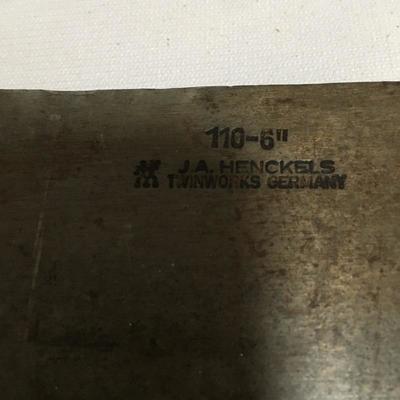 110-6"
J.A. HENCKELS
TWINWORKS GERMANY